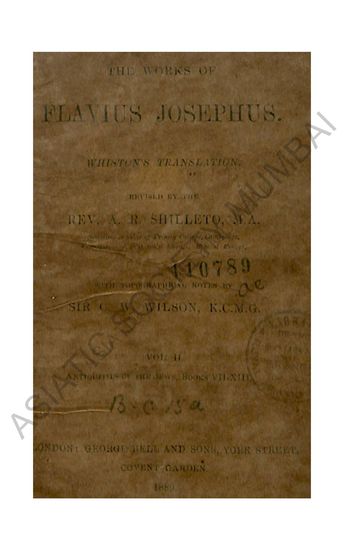 THE WORKS OF
FLAVIUS JOSEPHUS.
WHISTON'S TRANSLATION.
REVISED BY THE
REV. A. R. SHILLETO, M.A.
110789
WITH TOPOGRAPHICAL NOTES BY
SIR C. W. WILSON, K.C.M.G.
VOL. II.
ANTIQUITIES OF THE JEWS, BOOKS VII-XIII.
LONDON: GEORGE BELL AND SONS, YORK STREET,
COVENT GARDEN.
ASIATIC SOCIETY MUMBAI